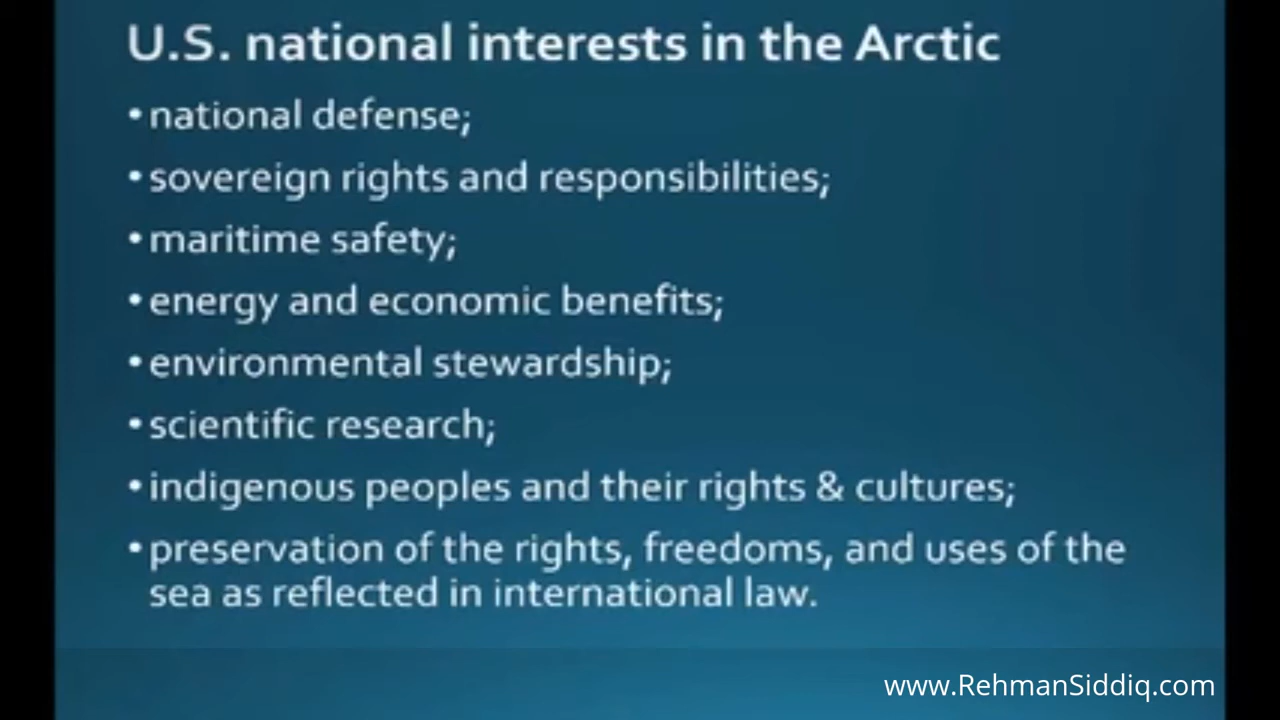 U.S. national interests in the Arctic
• national defense;
• sovereign rights and responsibilities;
• maritime safety;
• energy and economic benefits;
• environmental stewardship;
• scientific research;
• indigenous peoples and their rights & cultures;
• preservation of the rights, freedoms, and uses of the
sea as reflected in international law.
www.RehmanSiddiq.com